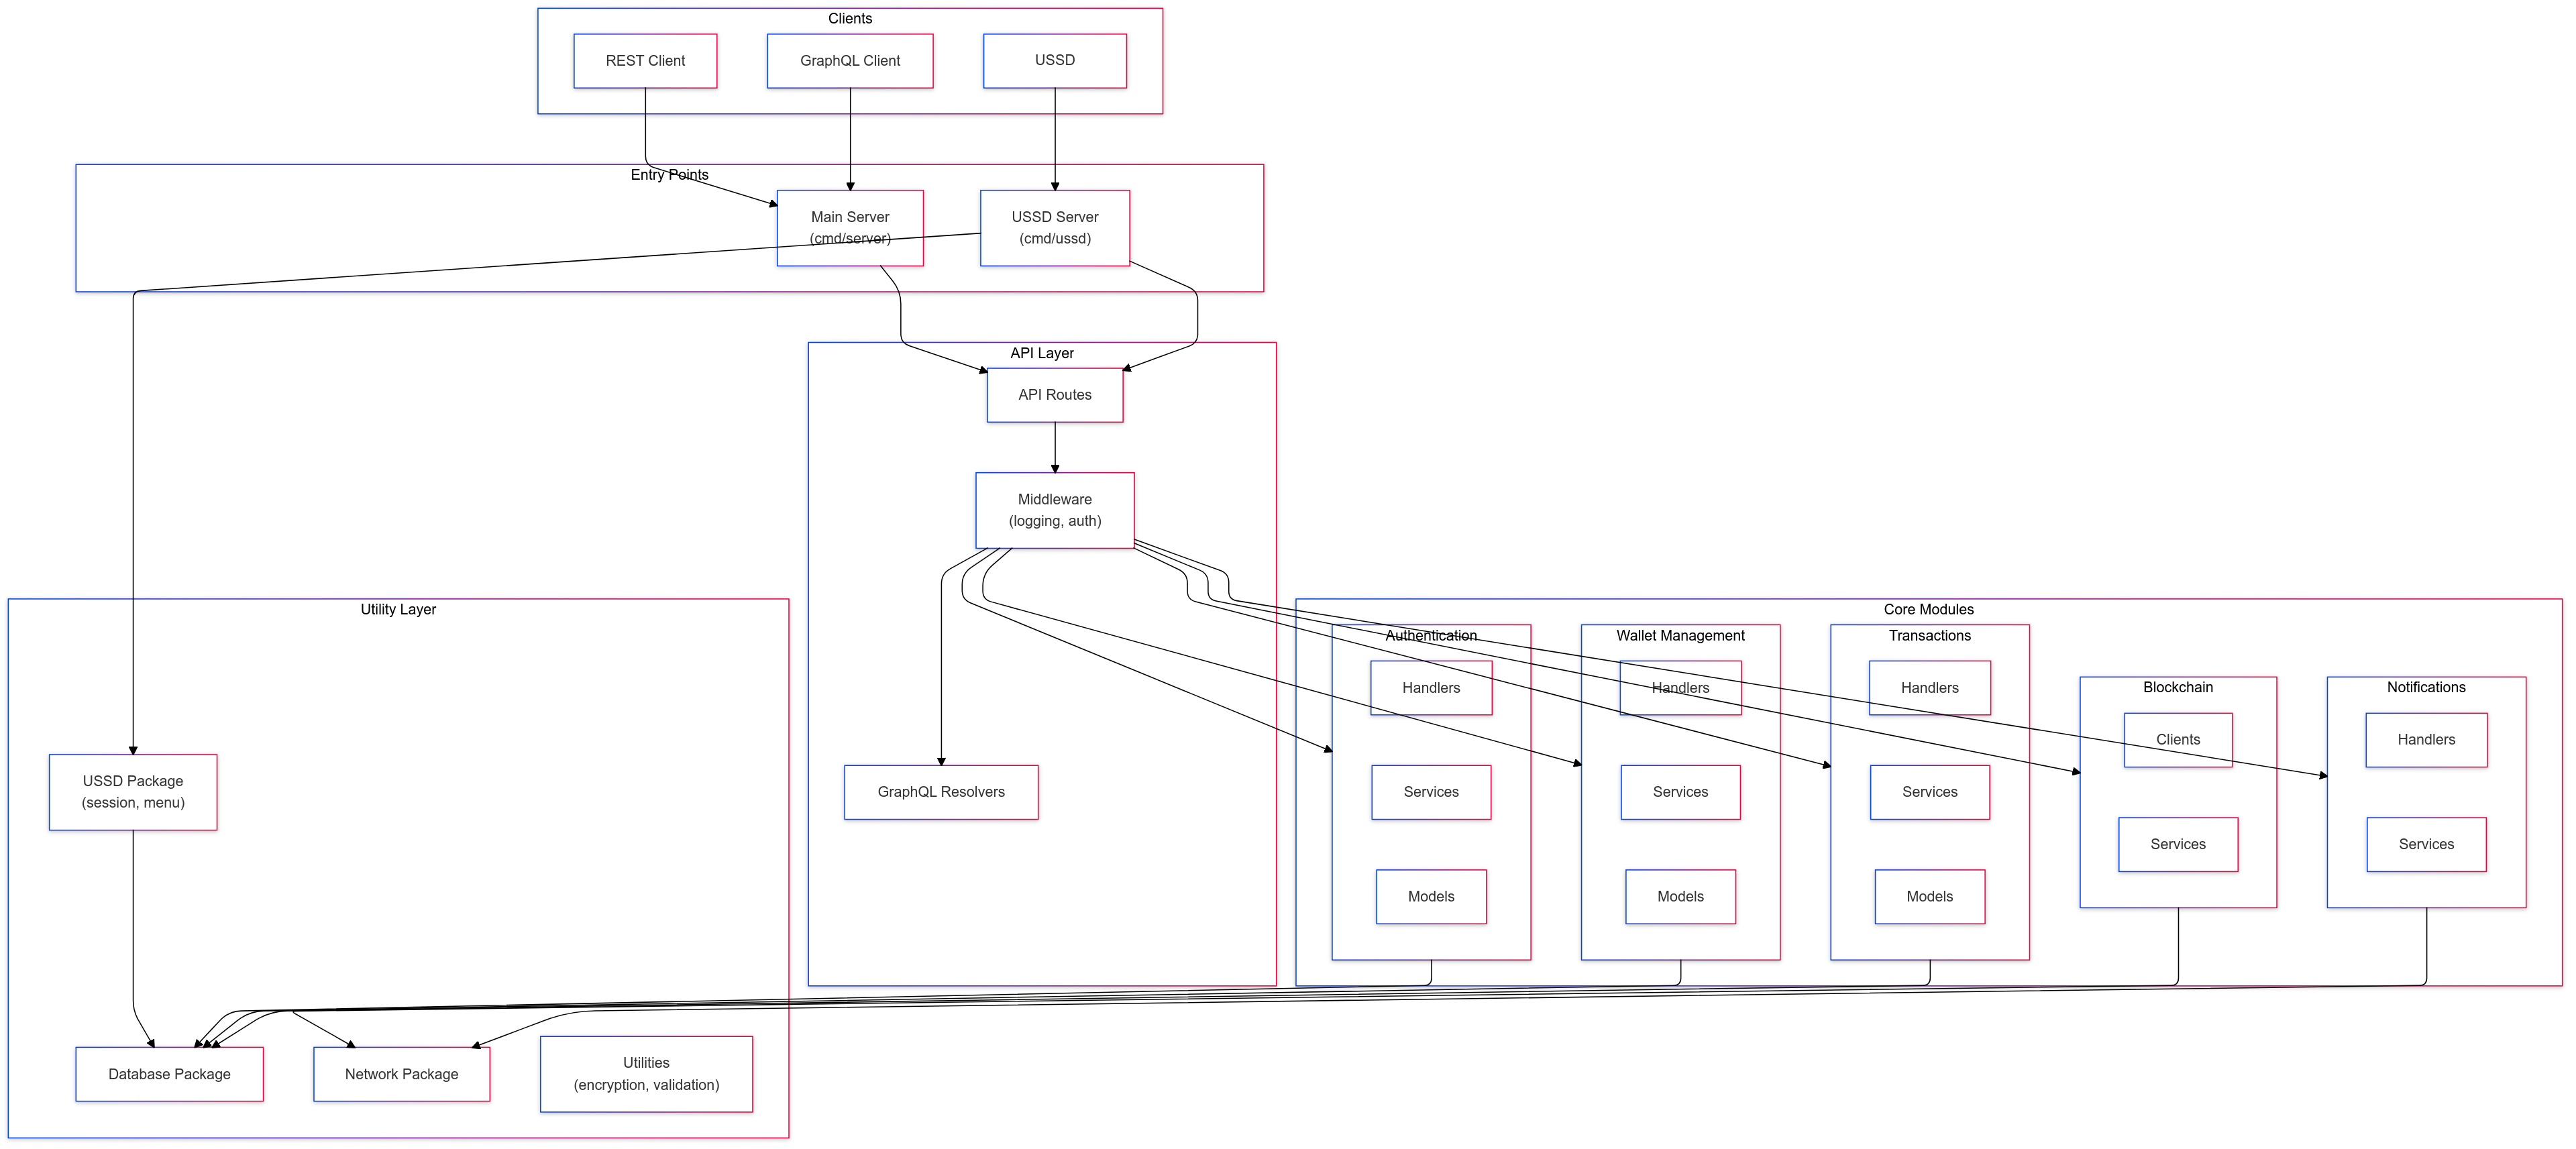 Clients
REST Client
GraphQL Client
USSD
Entry Points
Main Server
(cmd/server)
USSD Server
(cmd/ussd)
API Layer
API Routes
Middleware
(logging, auth)
GraphQL Resolvers
Utility Layer
USSD Package
(session, menu)
Database Package
Network Package
Utilities
(encryption, validation)
Core Modules
Authentication
Handlers
Services
Models
Wallet Management
Handlers
Services
Models
Transactions
Handlers
Services
Models
Blockchain
Clients
Services
Notifications
Handlers
Services